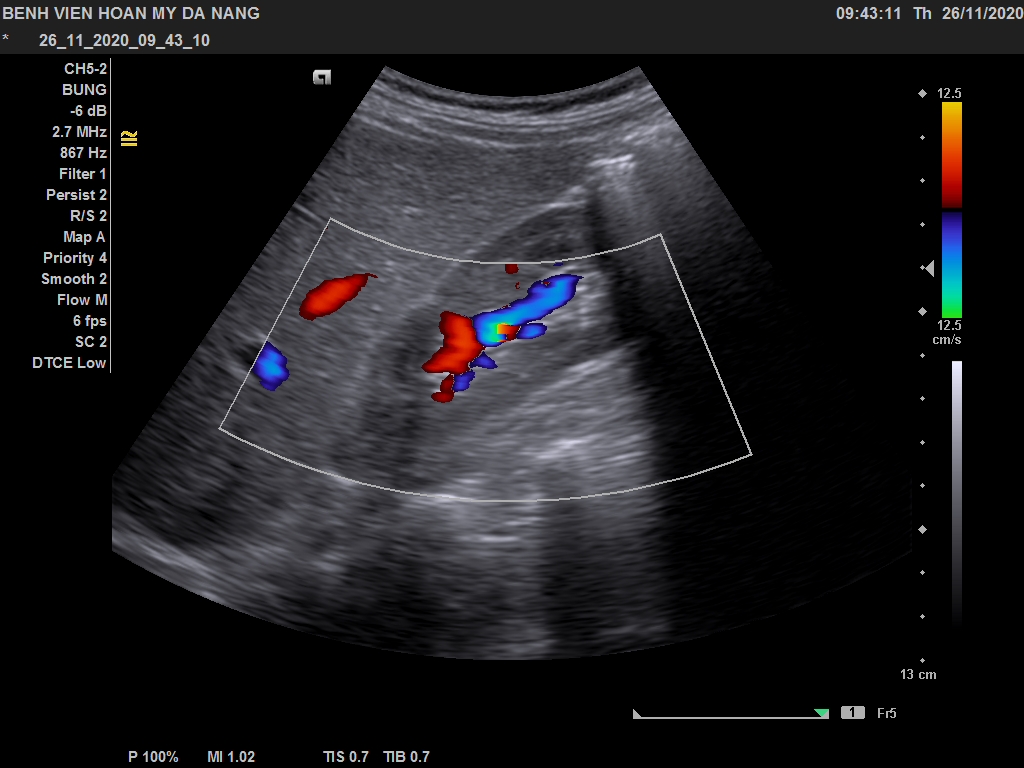 BENH VIEN HOAN MY DA NANG 09:43:11 Th 26/11/2020
* 26_11_2020_09_43_10
CH5-2
BUNG
-6 dB
2.7 MHz
867 Hz
Filter 1
Persist 2
R/S 2
Map A
Priority 4
Smooth 2
Flow M
6 fps
SC 2
DTCE Low
12.5
12.5
cm/s
13 cm
1 Fr5
P 100% MI 1.02 TIS 0.7 TIB 0.7